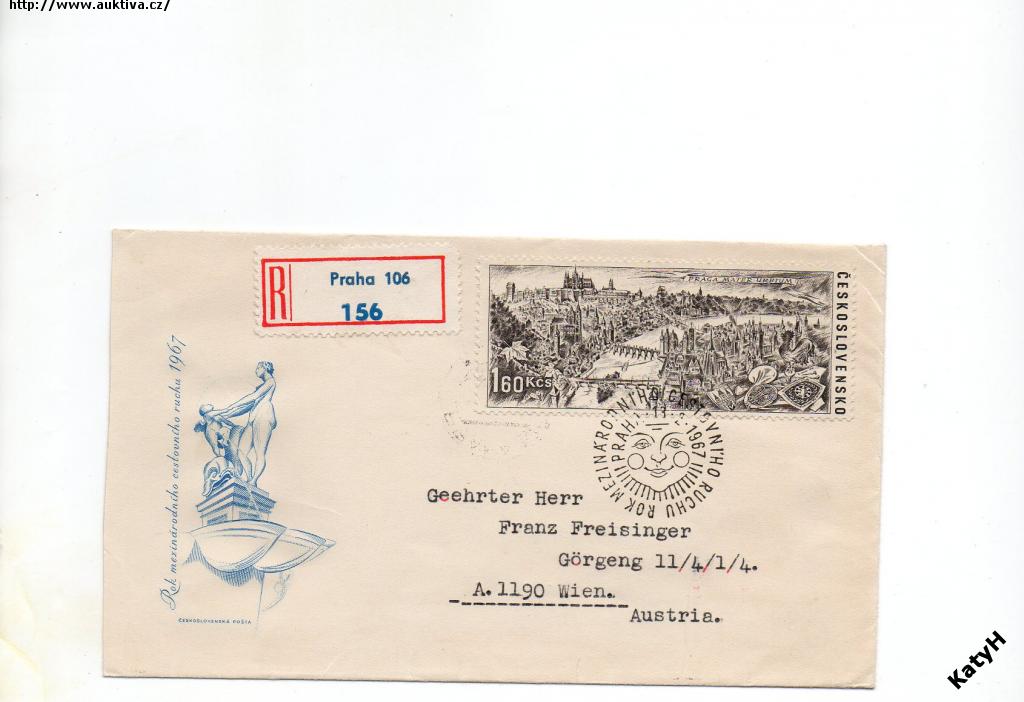 http://www.auktiva.cz/
R
Praha 106
156
PRAGA MATER URBIUM
ČESKOSLOVENSKO
1 60 Kčs
ROK MEZINÁRODNÍHO CESTOVNÍHO RUCHU
PRAHA 1967
Rok mezinárodního cestovního ruchu 1967
ČESKOSLOVENSKÁ POŠTA
Geehrter Herr
Franz Freisinger
Görgeng 11/4/1/4.
A.1190 Wien.
Austria.
KatyH